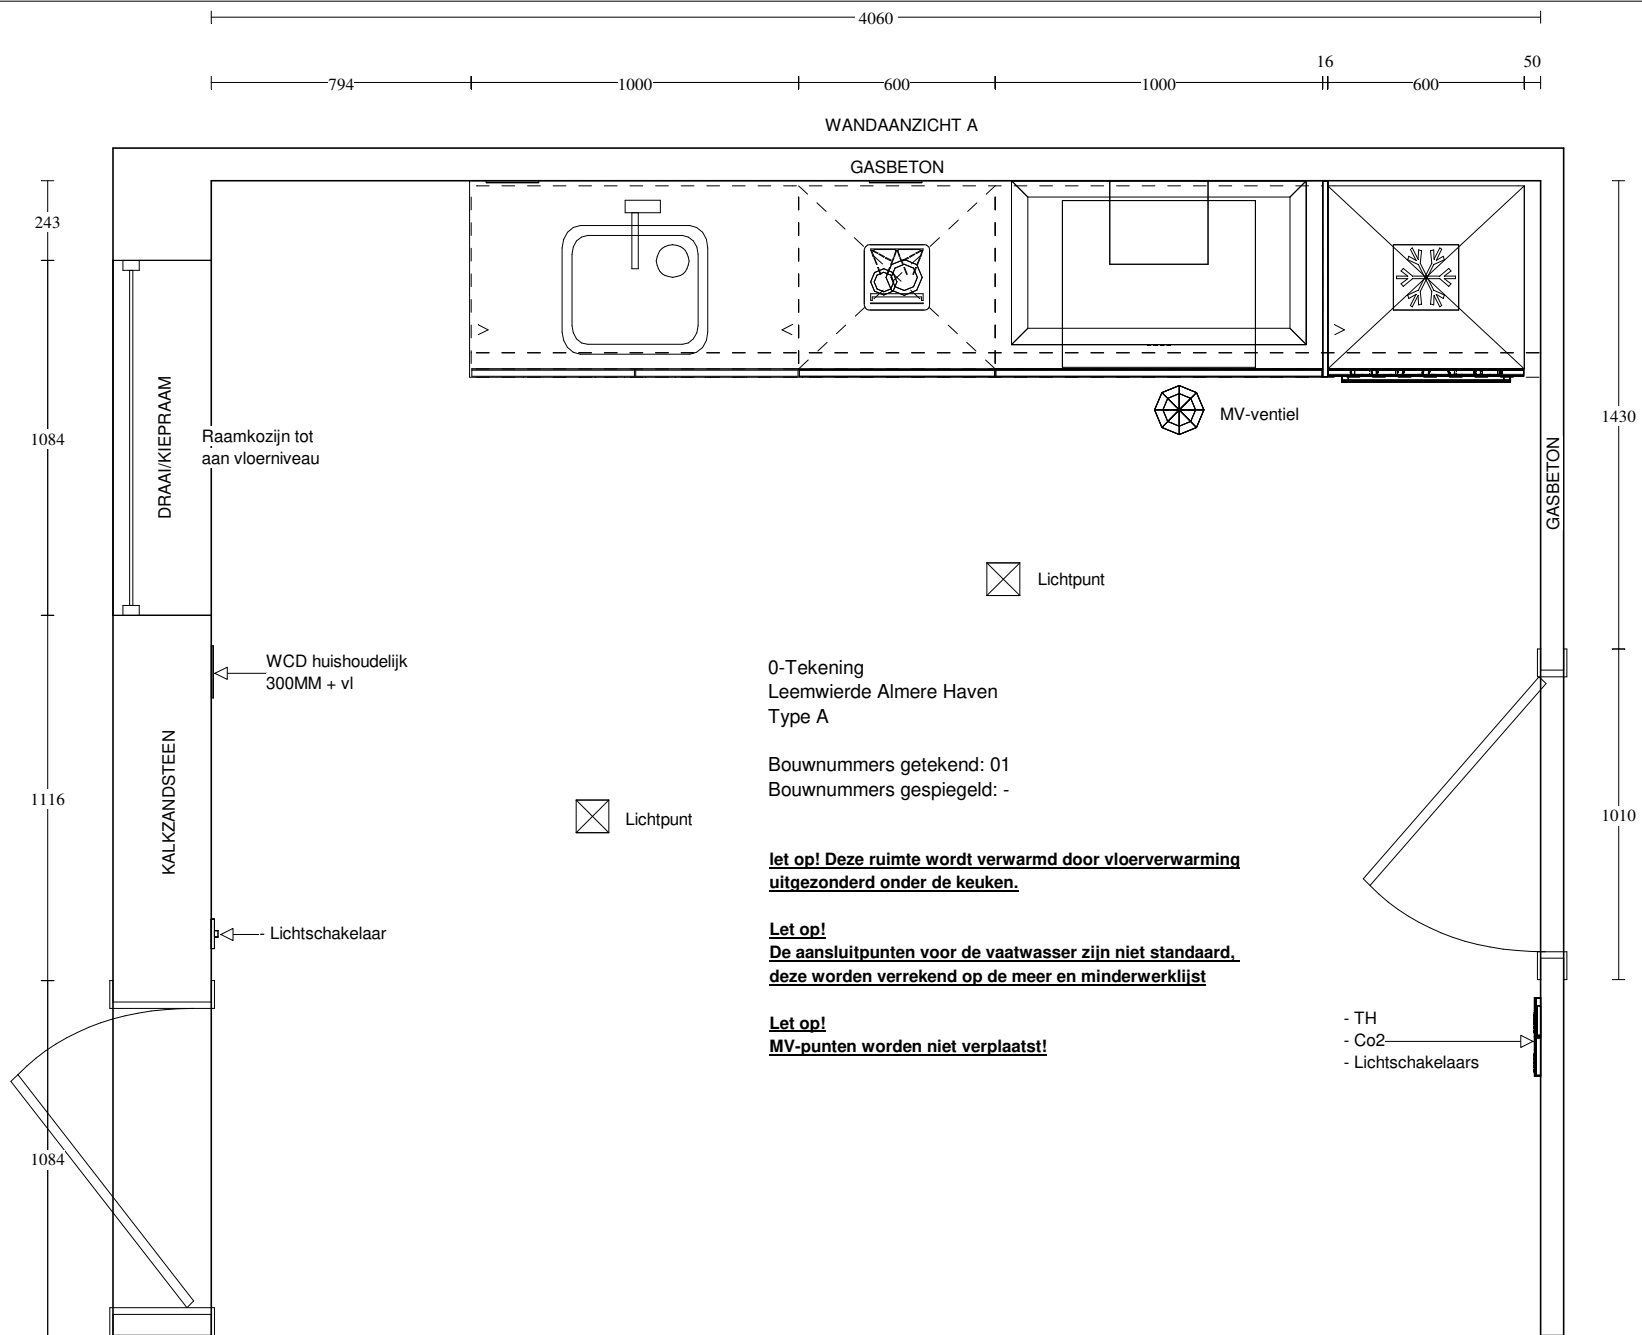 4060
794
1000
600
1000
16
600
50
WANDAANZICHT A
GASBETON
243
1084
1116
1084
DRAAI/KIEPRAAM
Raamkozijn tot
aan vloerniveau
MV-ventiel
1430
1010
GASBETON
Lichtpunt
WCD huishoudelijk
300MM + vl
KALKZANDSTEEN
0-Tekening
Leemwierde Almere Haven
Type A
Bouwnummers getekend: 01
Bouwnummers gespiegeld: -
Lichtpunt
let op! Deze ruimte wordt verwarmd door vloerverwarming
uitgezonderd onder de keuken.
- Lichtschakelaar
Let op!
De aansluitpunten voor de vaatwasser zijn niet standaard,
deze worden verrekend op de meer en minderwerklijst
Let op!
MV-punten worden niet verplaatst!
- TH
- Co2
- Lichtschakelaars